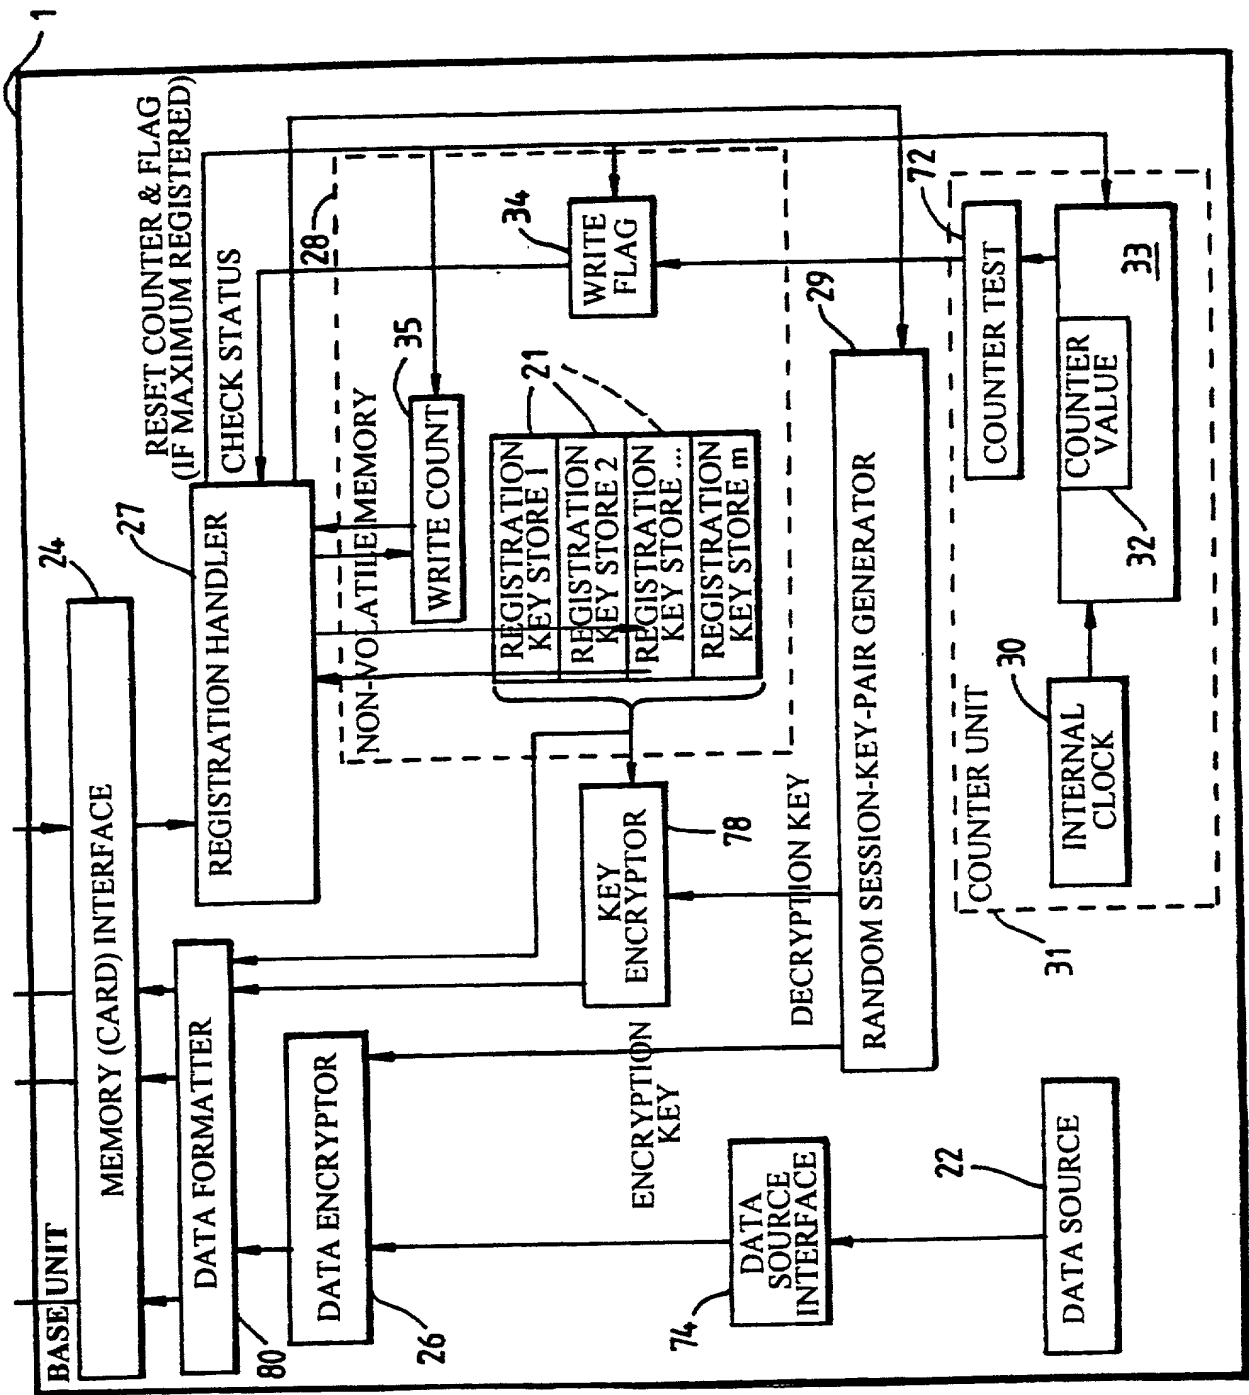 1
BASE UNIT
MEMORY (CARD) INTERFACE
24
DATA FORMATTER
80
REGISTRATION HANDLER
27
RESET COUNTER & FLAG
(IF MAXIMUM REGISTERED)
CHECK STATUS
DATA ENCRYPTOR
26
28
NON-VOLATILE MEMORY
WRITE COUNT
35
REGISTRATION
KEY STORE 1
REGISTRATION
KEY STORE 2
REGISTRATION
KEY STORE ...
REGISTRATION
KEY STORE m
21
WRITE
FLAG
34
KEY
ENCRYPTOR
78
ENCRYPTION
KEY
DECRYPTION KEY
DATA
SOURCE
INTERFACE
74
RANDOM SESSION-KEY-PAIR GENERATOR
29
COUNTER UNIT
31
COUNTER TEST
72
INTERNAL
CLOCK
30
COUNTER
VALUE
32
33
DATA SOURCE
22